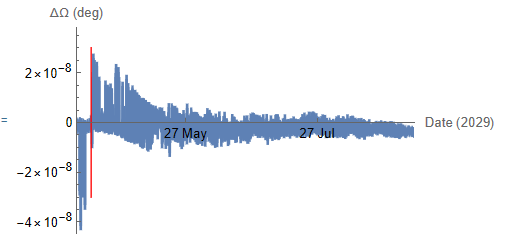 ΔΩ (deg)
2×10⁻⁸
=
0
27 May
27 Jul
Date (2029)
-2×10⁻⁸
-4×10⁻⁸